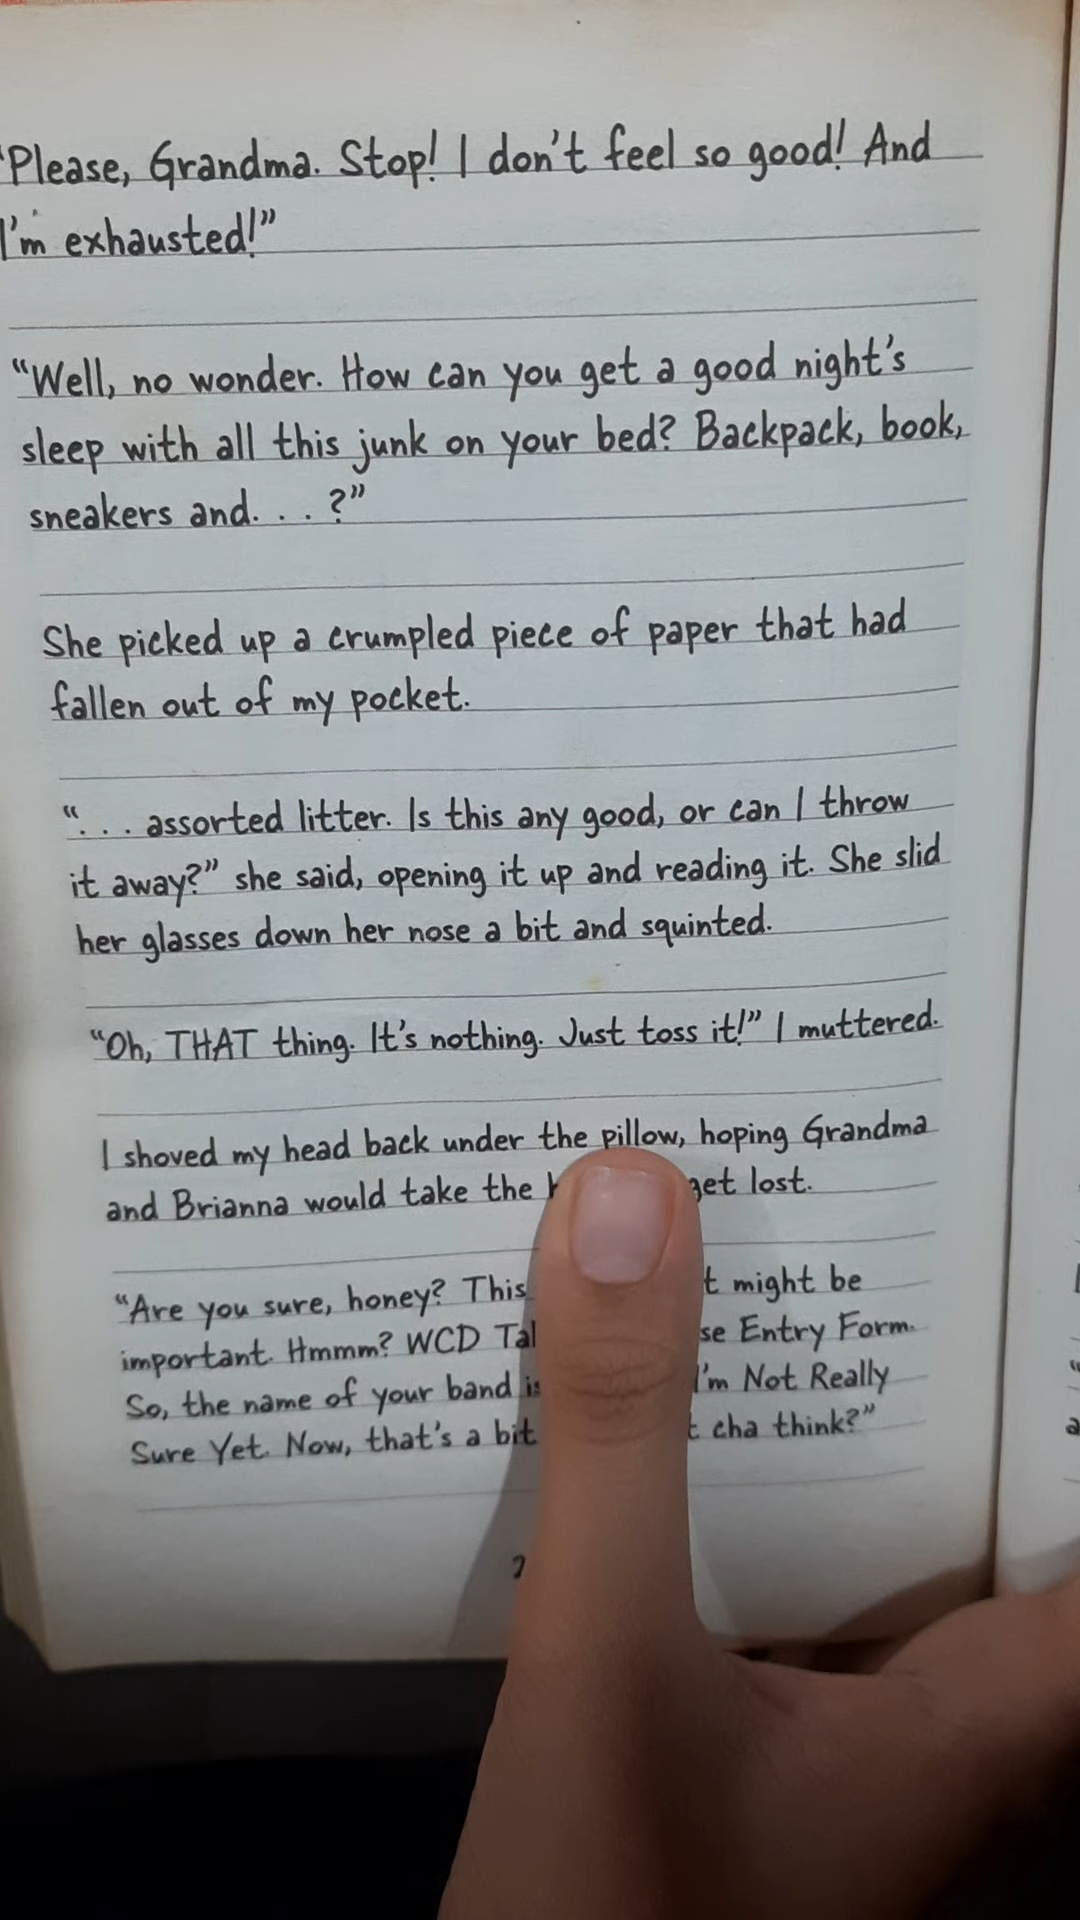 "Please, Grandma. Stop! I don't feel so good! And
I'm exhausted!"
"Well, no wonder. How can you get a good night's
sleep with all this junk on your bed? Backpack, book,
sneakers and. . . ?"
She picked up a crumpled piece of paper that had
fallen out of my pocket.
". . . assorted litter. Is this any good, or can I throw
it away?" she said, opening it up and reading it. She slid
her glasses down her nose a bit and squinted.
"Oh, THAT thing. It's nothing. Just toss it!" I muttered.
I shoved my head back under the pillow, hoping Grandma
and Brianna would take the get lost.
"Are you sure, honey? This might be
important. Hmmm? WCD Entry Form.
So, the name of your band is I'm Not Really
Sure Yet. Now, that's a bit cha think?"